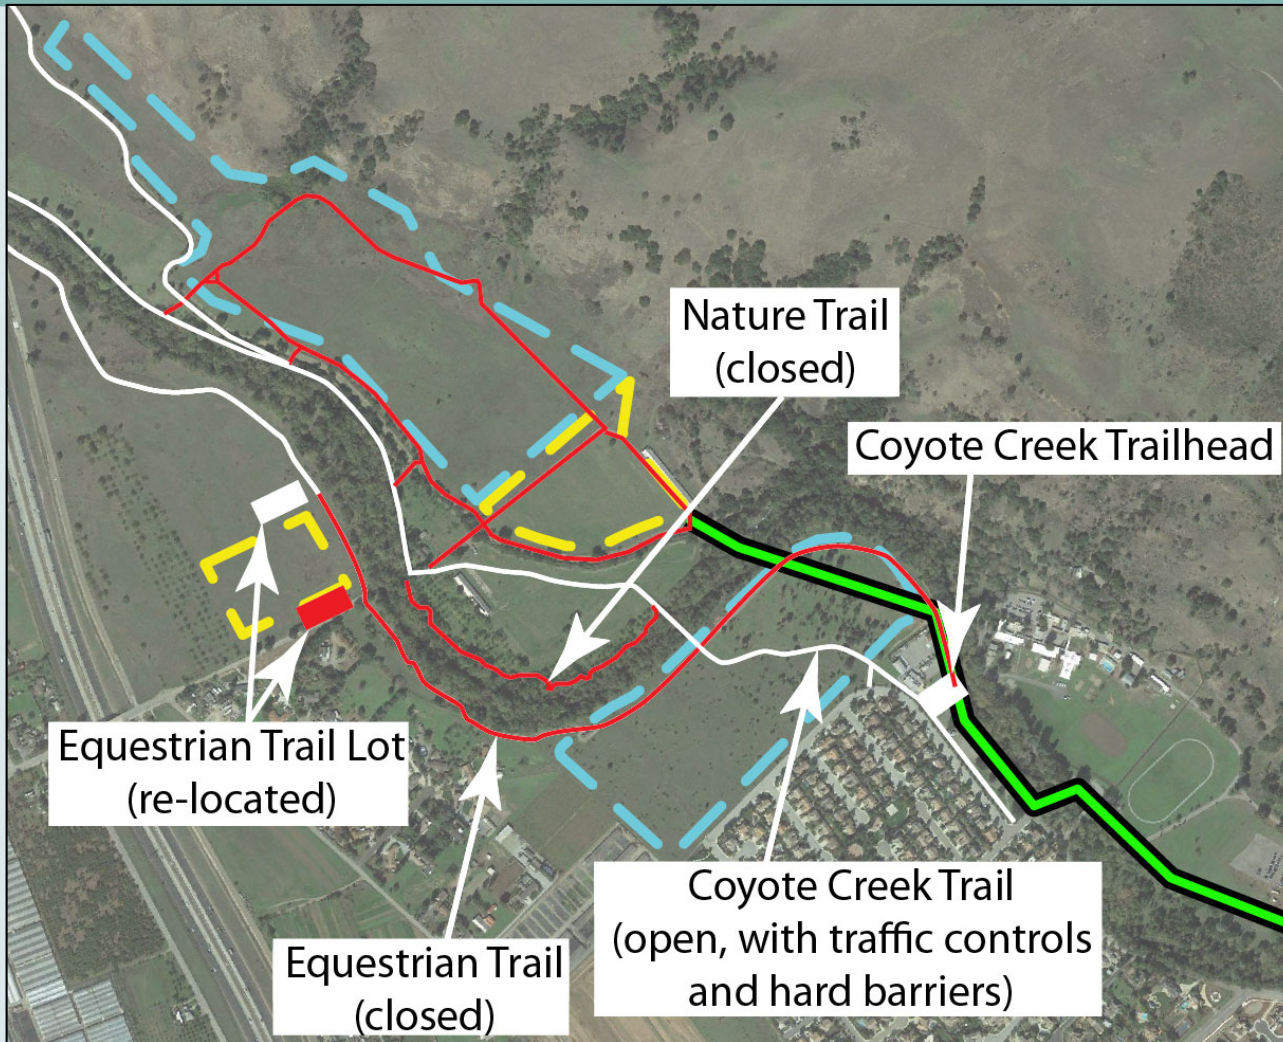 Nature Trail
(closed)
Coyote Creek Trailhead
Equestrian Trail Lot
(re-located)
Coyote Creek Trail
(open, with traffic controls
and hard barriers)
Equestrian Trail
(closed)